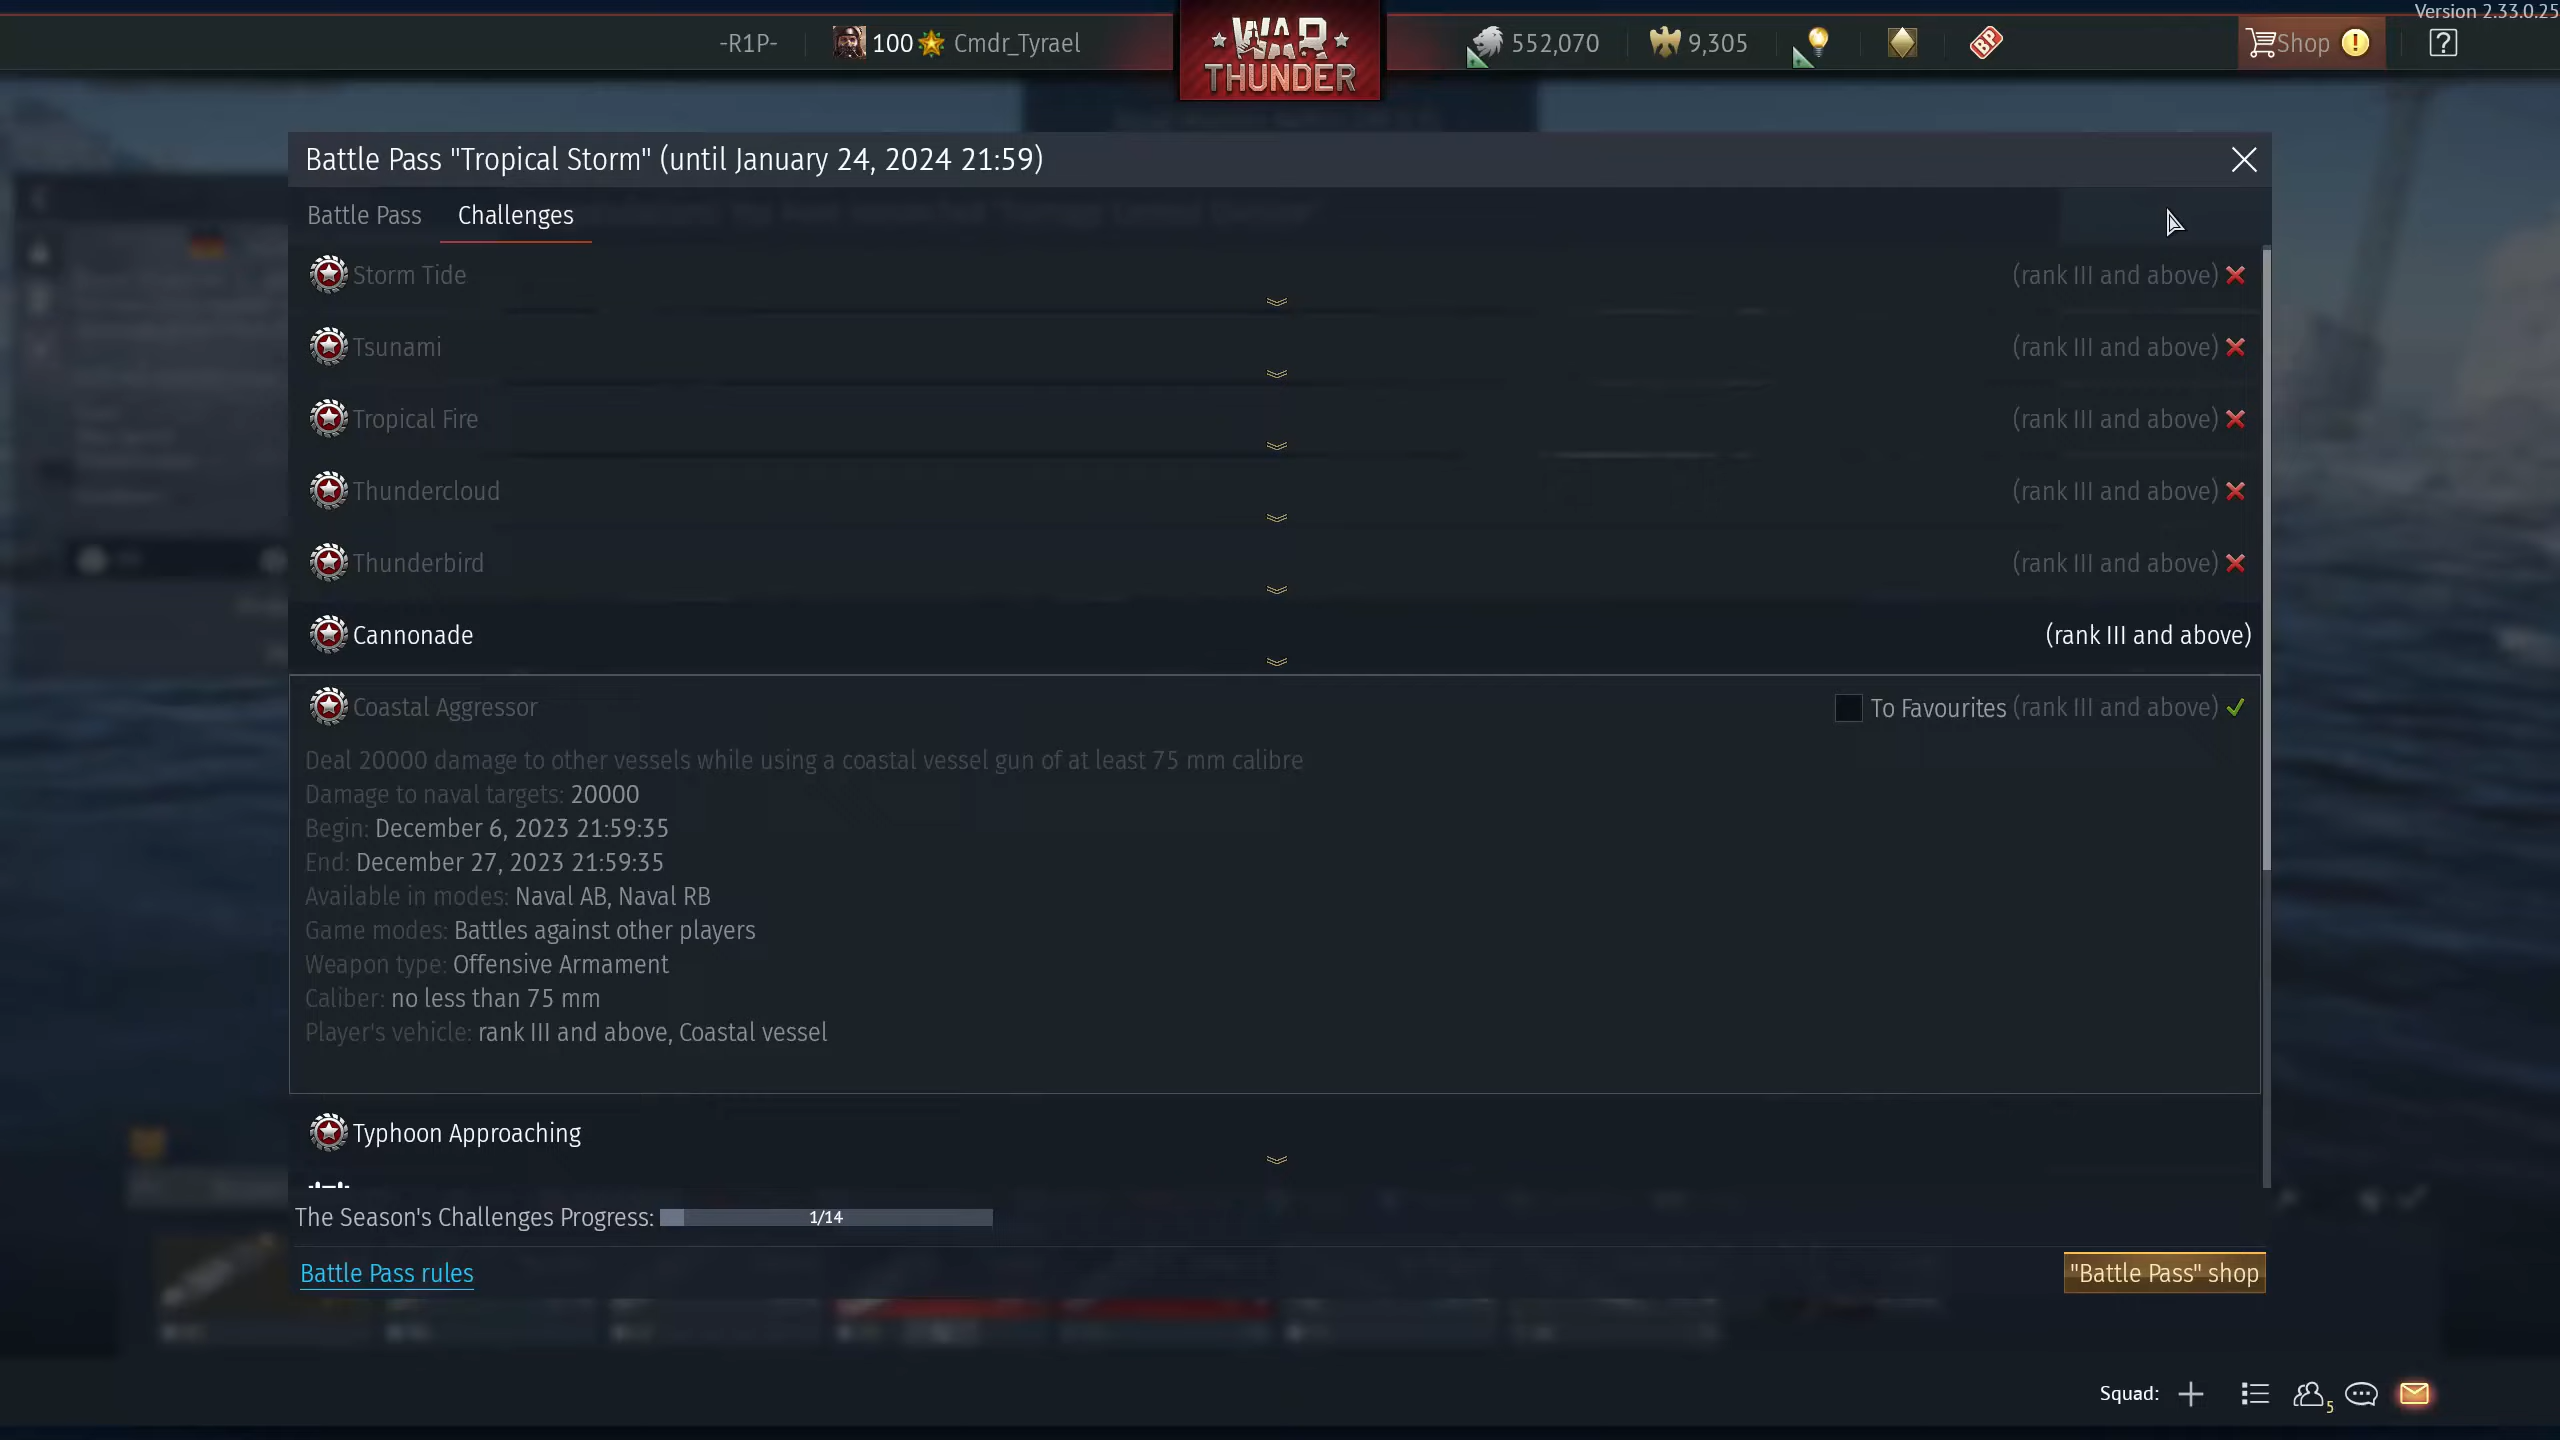 Version 2.33.0.25
-R1P-
100 Cmdr_Tyrael
WAR
THUNDER
552,070
9,305
BP
Shop
Battle Pass "Tropical Storm" (until January 24, 2024 21:59)
Battle Pass
Challenges
Storm Tide (rank III and above)
Tsunami (rank III and above)
Tropical Fire (rank III and above)
Thundercloud (rank III and above)
Thunderbird (rank III and above)
Cannonade (rank III and above)
Coastal Aggressor To Favourites (rank III and above)
Deal 20000 damage to other vessels while using a coastal vessel gun of at least 75 mm calibre
Damage to naval targets: 20000
Begin: December 6, 2023 21:59:35
End: December 27, 2023 21:59:35
Available in modes: Naval AB, Naval RB
Game modes: Battles against other players
Weapon type: Offensive Armament
Caliber: no less than 75 mm
Player's vehicle: rank III and above, Coastal vessel
Typhoon Approaching
The Season's Challenges Progress: 1/14
Battle Pass rules
"Battle Pass" shop
Squad:
5